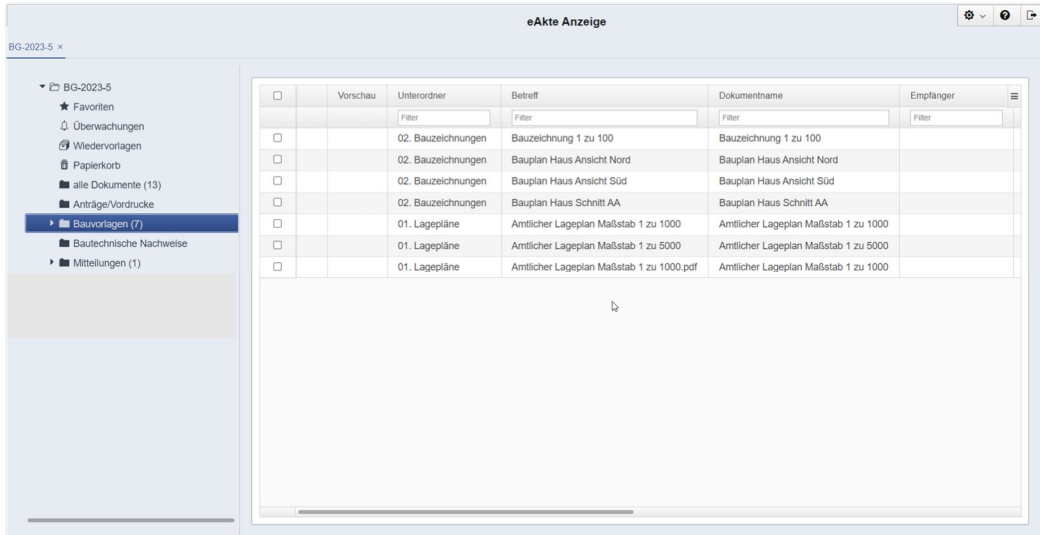 eAkte Anzeige
BG-2023-5 ×
BG-2023-5
Favoriten
Überwachungen
Wiedervorlagen
Papierkorb
alle Dokumente (13)
Anträge/Vordrucke
Bauvorlagen (7)
Bautechnische Nachweise
Mitteilungen (1)
Vorschau Unterordner Betreff Dokumentname Empfänger
Filter Filter Filter Filter
02. Bauzeichnungen Bauzeichnung 1 zu 100 Bauzeichnung 1 zu 100
02. Bauzeichnungen Bauplan Haus Ansicht Nord Bauplan Haus Ansicht Nord
02. Bauzeichnungen Bauplan Haus Ansicht Süd Bauplan Haus Ansicht Süd
02. Bauzeichnungen Bauplan Haus Schnitt AA Bauplan Haus Schnitt AA
01. Lagepläne Amtlicher Lageplan Maßstab 1 zu 1000 Amtlicher Lageplan Maßstab 1 zu 1000
01. Lagepläne Amtlicher Lageplan Maßstab 1 zu 5000 Amtlicher Lageplan Maßstab 1 zu 5000
01. Lagepläne Amtlicher Lageplan Maßstab 1 zu 1000.pdf Amtlicher Lageplan Maßstab 1 zu 1000